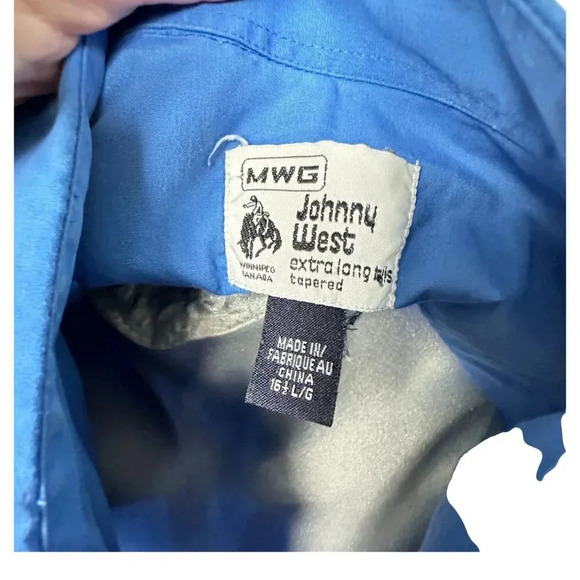 MWG
Johnny
West
WINNIPEG
CANADA
extra long tails
tapered
MADE IN/
FABRIQUE AU
CHINA
16½ L/G